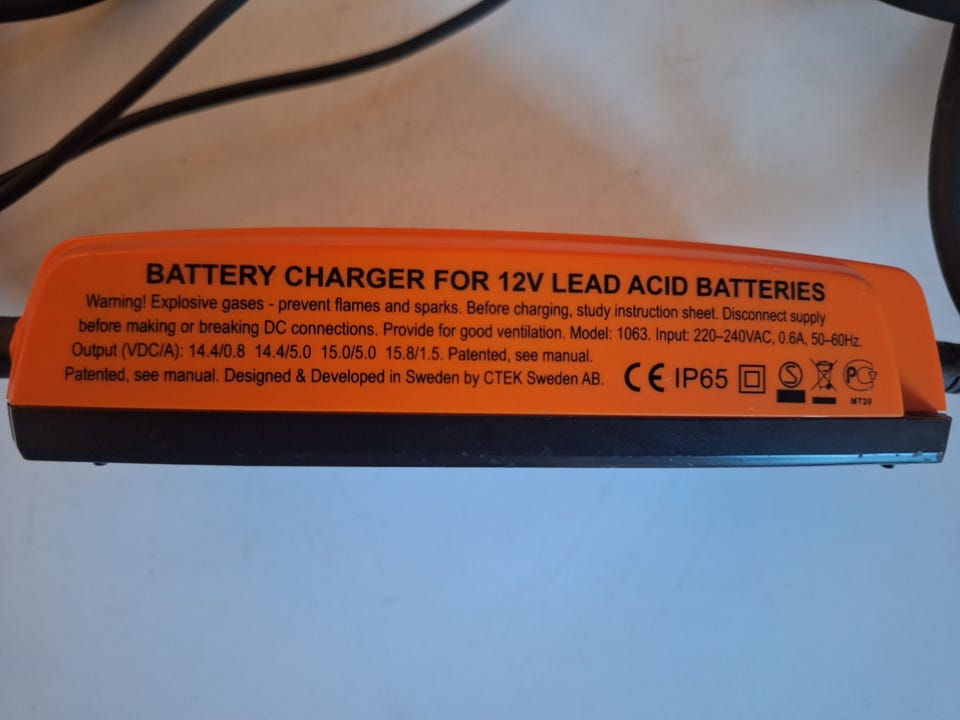 BATTERY CHARGER FOR 12V LEAD ACID BATTERIES
Warning! Explosive gases - prevent flames and sparks. Before charging, study instruction sheet. Disconnect supply
before making or breaking DC connections. Provide for good ventilation. Model: 1063. Input: 220–240VAC, 0.6A, 50–60Hz.
Output (VDC/A): 14.4/0.8 14.4/5.0 15.0/5.0 15.8/1.5. Patented, see manual.
Patented, see manual. Designed & Developed in Sweden by CTEK Sweden AB. CE IP65 S PG
MT20